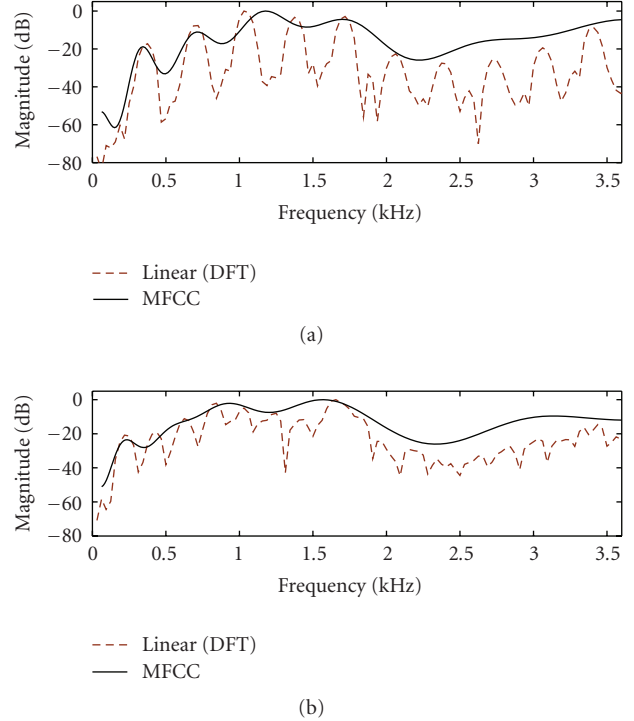 0
−20
−40
−60
−80
Magnitude (dB)
0 0.5 1 1.5 2 2.5 3 3.5
Frequency (kHz)
Linear (DFT)
MFCC
(a)
0
−20
−40
−60
−80
Magnitude (dB)
0 0.5 1 1.5 2 2.5 3 3.5
Frequency (kHz)
Linear (DFT)
MFCC
(b)